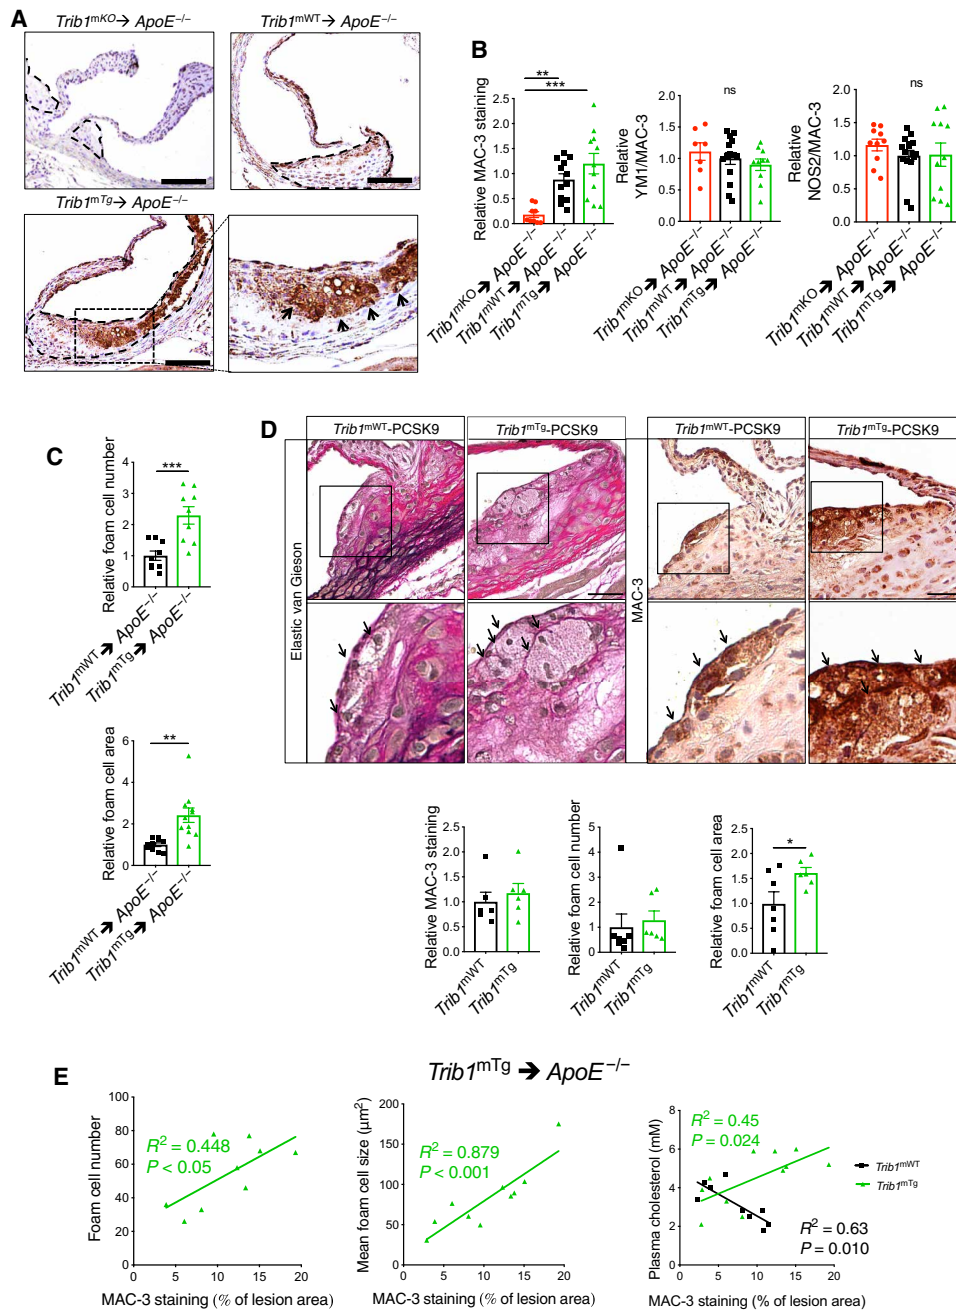 A
Trib1mKO➔ ApoE−/−
Trib1mWT➔ ApoE−/−
Trib1mTg➔ ApoE−/−
B
Relative MAC-3 staining
2.5
2.0
1.5
1.0
0.5
0.0
**
***
Trib1mKO➔ ApoE−/−
Trib1mWT➔ ApoE−/−
Trib1mTg➔ ApoE−/−
Relative
YM1/MAC-3
2.0
1.5
1.0
0.5
0.0
ns
Trib1mKO➔ ApoE−/−
Trib1mWT➔ ApoE−/−
Trib1mTg➔ ApoE−/−
Relative
NOS2/MAC-3
2.0
1.5
1.0
0.5
0.0
ns
Trib1mKO➔ ApoE−/−
Trib1mWT➔ ApoE−/−
Trib1mTg➔ ApoE−/−
C
Relative foam cell number
4
3
2
1
0
***
Trib1mWT➔ ApoE−/−
Trib1mTg➔ ApoE−/−
Relative foam cell area
6
4
2
0
**
Trib1mWT➔ ApoE−/−
Trib1mTg➔ ApoE−/−
D
Trib1mWT-PCSK9
Trib1mTg-PCSK9
Trib1mWT-PCSK9
Trib1mTg-PCSK9
Elastic van Gieson
MAC-3
Relative MAC-3 staining
2.5
2.0
1.5
1.0
0.5
0.0
Trib1mWT
Trib1mTg
Relative foam cell number
5
4
3
2
1
0
Trib1mWT
Trib1mTg
Relative foam cell area
2.5
2.0
1.5
1.0
0.5
0.0
*
Trib1mWT
Trib1mTg
E
Trib1mTg ➔ ApoE−/−
Foam cell number
100
80
60
40
20
0
R2 = 0.448
P < 0.05
0 5 10 15 20
MAC-3 staining (% of lesion area)
Mean foam cell size (μm2)
200
150
100
50
0
R2 = 0.879
P < 0.001
0 5 10 15 20
MAC-3 staining (% of lesion area)
Plasma cholesterol (mM)
8
6
4
2
0
R2 = 0.45
P = 0.024
Trib1mWT
Trib1mTg
R2 = 0.63
P = 0.010
0 5 10 15 20
MAC-3 staining (% of lesion area)